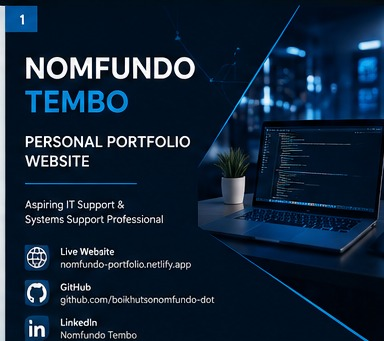 1
NOMFUNDO
TEMBO
PERSONAL PORTFOLIO
WEBSITE
Aspiring IT Support &
Systems Support Professional
Live Website
nomfundo-portfolio.netlify.app
GitHub
github.com/boikhutsonomfundo-dot
in
LinkedIn
Nomfundo Tembo